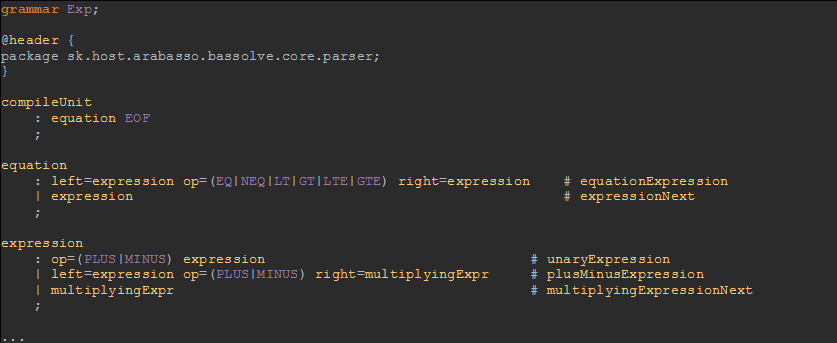 grammar Exp;
@header {
package sk.host.arabasso.bassolve.core.parser;
}
compileUnit
: equation EOF
;
equation
: left=expression op=(EQ|NEQ|LT|GT|LTE|GTE) right=expression # equationExpression
| expression # expressionNext
;
expression
: op=(PLUS|MINUS) expression # unaryExpression
| left=expression op=(PLUS|MINUS) right=multiplyingExpr # plusMinusExpression
| multiplyingExpr # multiplyingExpressionNext
;
...